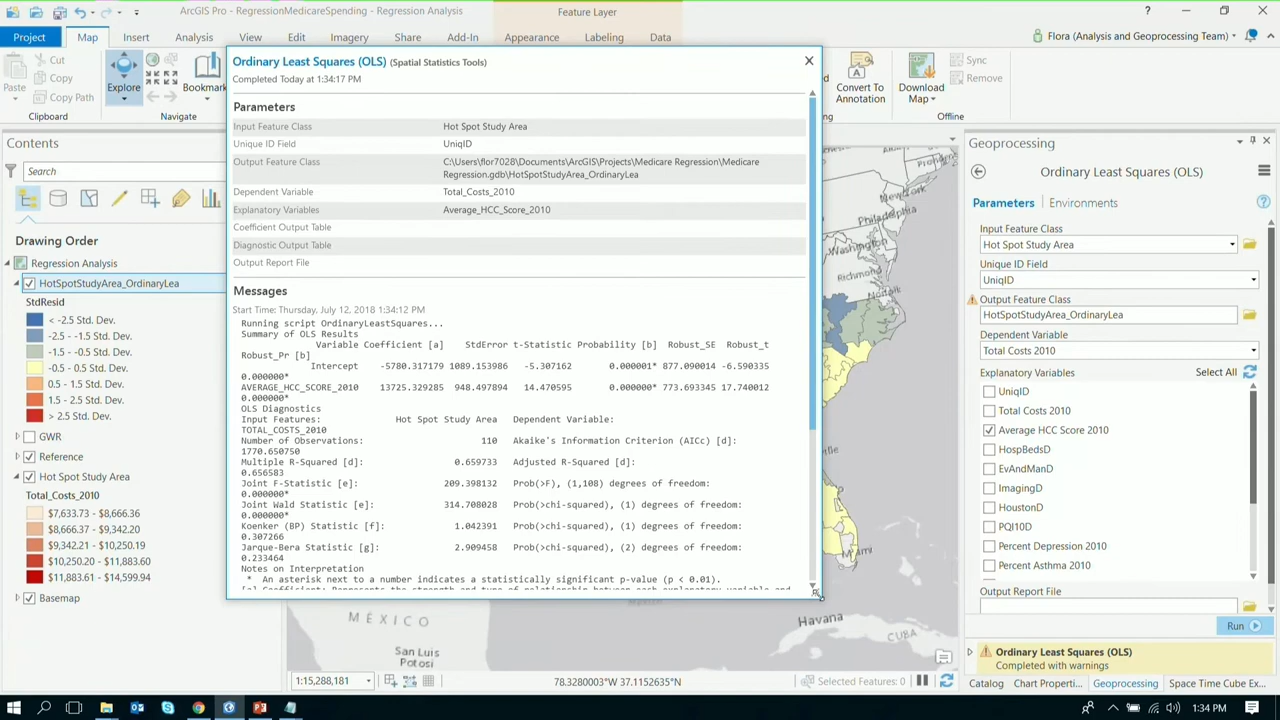 ArcGIS Pro - RegressionMedicareSpending - Regression Analysis
Feature Layer
?
Project
Map
Insert
Analysis
View
Edit
Imagery
Share
Add-In
Appearance
Labeling
Data
Flora (Analysis and Geoprocessing Team)
Paste
Cut
Copy
Copy Path
Clipboard
Explore
Bookmark
Navigate
Convert To
Annotation
Download
Map
Sync
Remove
Offline
Contents
Search
Drawing Order
Regression Analysis
HotSpotStudyArea_OrdinaryLea
StdResid
< -2.5 Std. Dev.
-2.5 - -1.5 Std. Dev.
-1.5 - -0.5 Std. Dev.
-0.5 - 0.5 Std. Dev.
0.5 - 1.5 Std. Dev.
1.5 - 2.5 Std. Dev.
> 2.5 Std. Dev.
GWR
Reference
Hot Spot Study Area
Total_Costs_2010
$7,633.73 - $8,666.36
$8,666.37 - $9,342.20
$9,342.21 - $10,250.19
$10,250.20 - $11,883.60
$11,883.61 - $14,599.94
Basemap
Ordinary Least Squares (OLS) (Spatial Statistics Tools)
Completed Today at 1:34:17 PM
Parameters
Input Feature Class Hot Spot Study Area
Unique ID Field UniqID
Output Feature Class C:\Users\flor7028\Documents\ArcGIS\Projects\Medicare Regression\Medicare
Regression.gdb\HotSpotStudyArea_OrdinaryLea
Dependent Variable Total_Costs_2010
Explanatory Variables Average_HCC_Score_2010
Coefficient Output Table
Diagnostic Output Table
Output Report File
Messages
Start Time: Thursday, July 12, 2018 1:34:12 PM
Running script OrdinaryLeastSquares...
Summary of OLS Results
Variable Coefficient [a] StdError t-Statistic Probability [b] Robust_SE Robust_t
Robust_Pr [b]
Intercept -5780.317179 1089.153986 -5.307162 0.000001* 877.090014 -6.590335
0.000000*
AVERAGE_HCC_SCORE_2010 13725.329285 948.497894 14.470595 0.000000* 773.693345 17.740012
0.000000*
OLS Diagnostics
Input Features: Hot Spot Study Area Dependent Variable:
TOTAL_COSTS_2010
Number of Observations: 110 Akaike's Information Criterion (AICc) [d]:
1770.650750
Multiple R-Squared [d]: 0.659733 Adjusted R-Squared [d]:
0.656583
Joint F-Statistic [e]: 209.398132 Prob(>F), (1,108) degrees of freedom:
0.000000*
Joint Wald Statistic [e]: 314.708028 Prob(>chi-squared), (1) degrees of freedom:
0.000000*
Koenker (BP) Statistic [f]: 1.042391 Prob(>chi-squared), (1) degrees of freedom:
0.307266
Jarque-Bera Statistic [g]: 2.909458 Prob(>chi-squared), (2) degrees of freedom:
0.233464
Notes on Interpretation
* An asterisk next to a number indicates a statistically significant p-value (p < 0.01).
[a] Coefficient: Represents the strength and type of relationship between each explanatory variable and
New York
Philadelphia
Washington
Richmond
Norfolk
Miami
MÉXICO
San Luis
Potosí
Havana
CUBA
1:15,288,181
78.3280003°W 37.1152635°N
Selected Features: 0
Geoprocessing
Ordinary Least Squares (OLS)
Parameters
Environments
Input Feature Class
Hot Spot Study Area
Unique ID Field
UniqID
Output Feature Class
HotSpotStudyArea_OrdinaryLea
Dependent Variable
Total Costs 2010
Explanatory Variables
Select All
UniqID
Total Costs 2010
Average HCC Score 2010
HospBedsD
EvAndManD
ImagingD
HoustonD
PQI10D
Percent Depression 2010
Percent Asthma 2010
Output Report File
Run
Ordinary Least Squares (OLS)
Completed with warnings
Catalog
Chart Properti...
Geoprocessing
Space Time Cube Ex...
1:34 PM